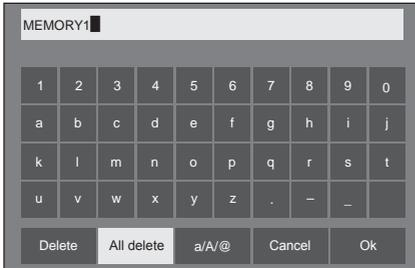 MEMORY1
1 2 3 4 5 6 7 8 9 0
a b c d e f g h i j
k l m n o p q r s t
u v w x y z . – _
Delete All delete a/A/@ Cancel Ok